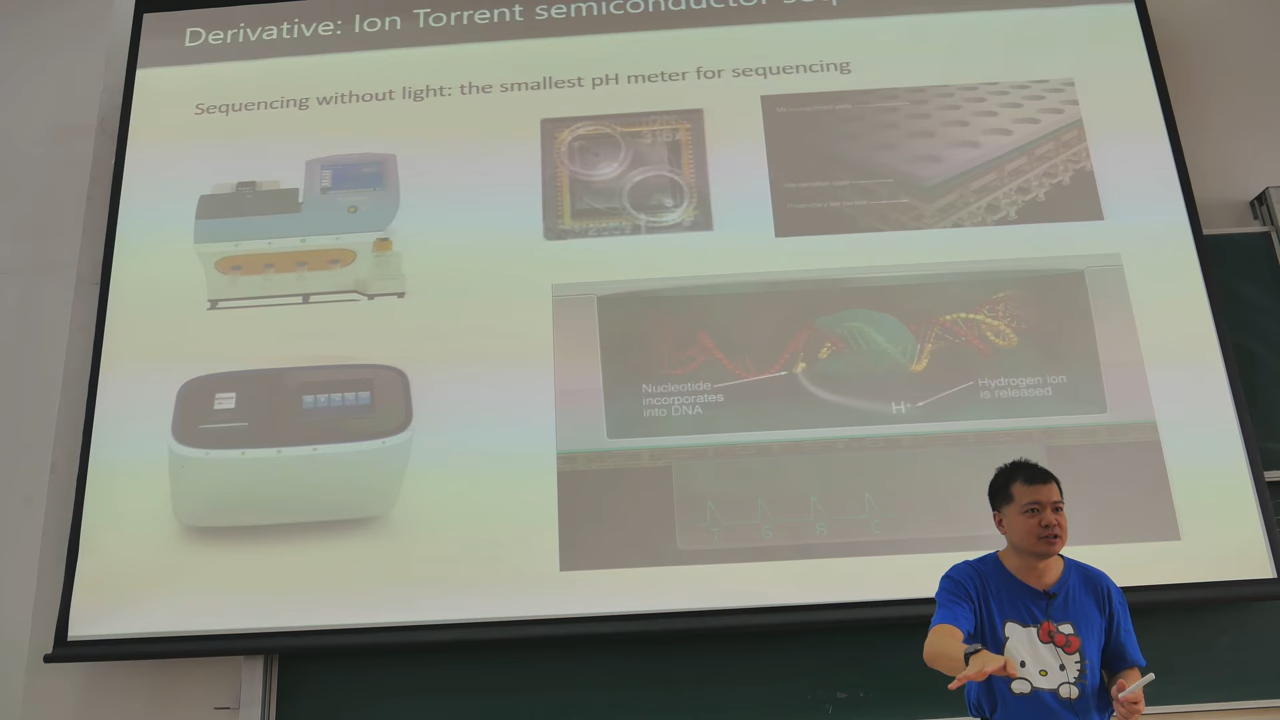 Derivative: Ion Torrent semiconductor
Sequencing without light: the smallest pH meter for sequencing
Nucleotide
incorporates
into DNA
H+
Hydrogen ion
is released
T G A C